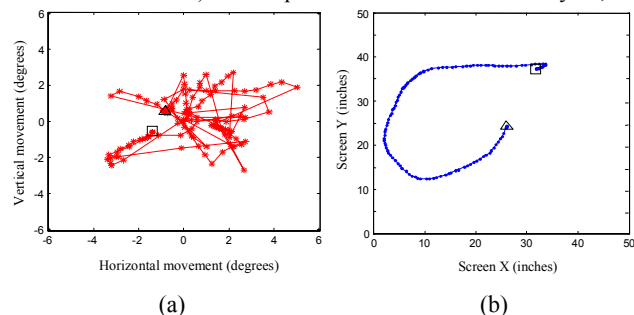 6
4
2
0
−2
−4
−6
−6 −4 −2 0 2 4 6
Vertical movement (degrees)
Horizontal movement (degrees)
(a)
50
40
30
20
10
0
0 10 20 30 40 50
Screen Y (inches)
Screen X (inches)
(b)